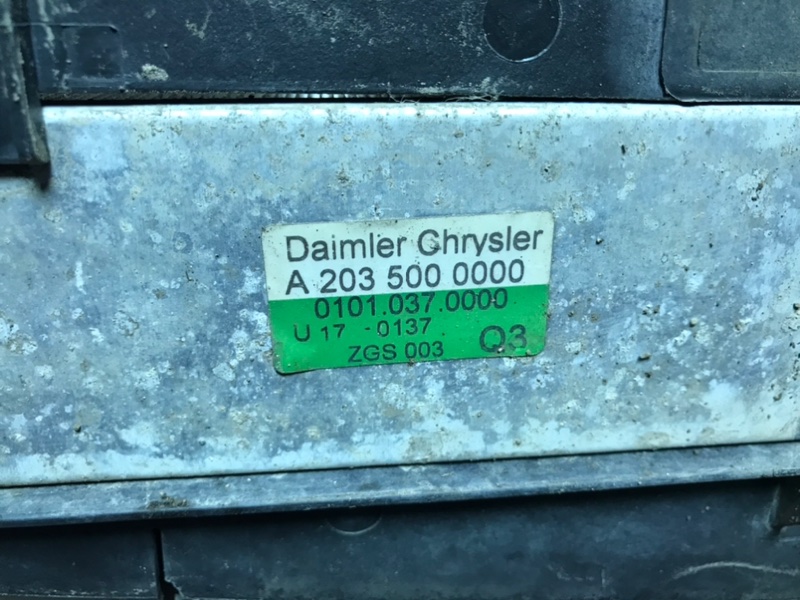 Daimler Chrysler
A 203 500 0000
0101.037.0000
U 17 -0137
ZGS 003 Q3